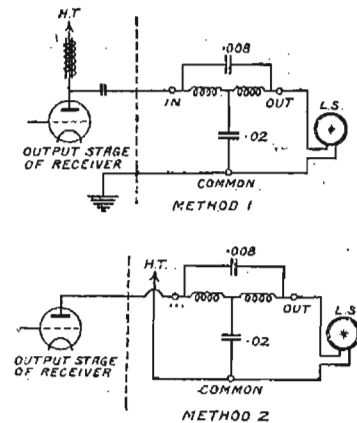 H.T
.008
IN
OUT
L.S.
.02
OUTPUT STAGE
OF RECEIVER
COMMON
METHOD 1
H.T.
.008
OUT
L.S
.02
OUTPUT STAGE
OF RECEIVER
COMMON
METHOD 2